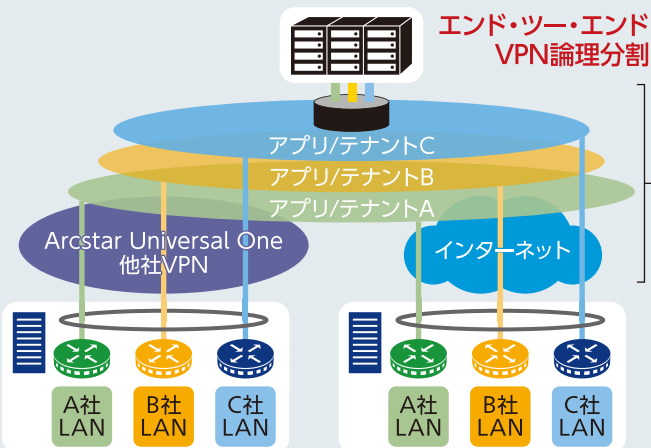 エンド・ツー・エンド
VPN論理分割
アプリ/テナントC
アプリ/テナントB
アプリ/テナントA
Arcstar Universal One
他社VPN
インターネット
A社
LAN
B社
LAN
C社
LAN
A社
LAN
B社
LAN
C社
LAN